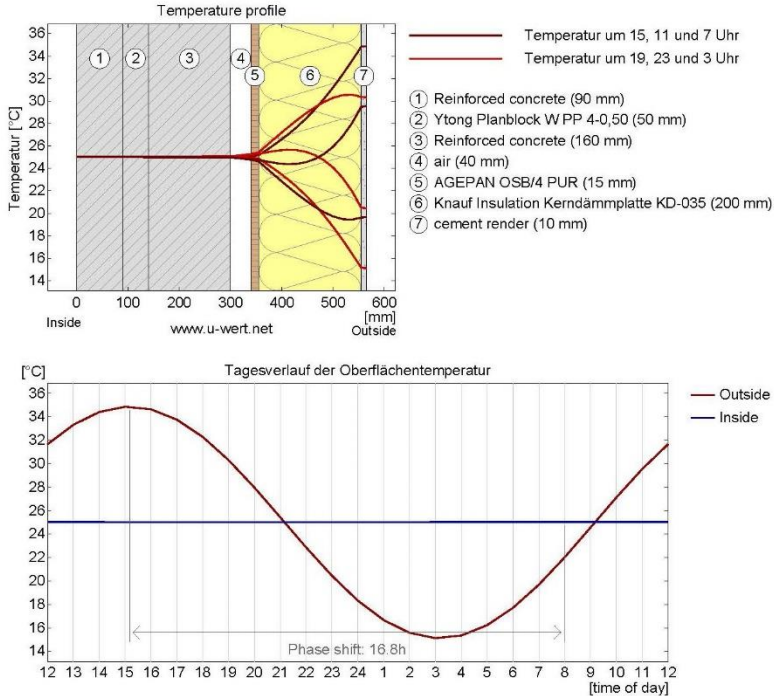 Temperature profile
Temperatur [°C]
36
34
32
30
28
26
24
22
20
18
16
14
1
2
3
4
5
6
7
0 100 200 300 400 500 600
[mm]
Inside
www.u-wert.net
Outside
Temperatur um 15, 11 und 7 Uhr
Temperatur um 19, 23 und 3 Uhr
1 Reinforced concrete (90 mm)
2 Ytong Planblock W PP 4-0,50 (50 mm)
3 Reinforced concrete (160 mm)
4 air (40 mm)
5 AGEPAN OSB/4 PUR (15 mm)
6 Knauf Insulation Kerndämmplatte KD-035 (200 mm)
7 cement render (10 mm)
Tagesverlauf der Oberflächentemperatur
[°C]
36
34
32
30
28
26
24
22
20
18
16
14
Phase shift: 16.8h
12 13 14 15 16 17 18 19 20 21 22 23 24 1 2 3 4 5 6 7 8 9 10 11 12
[time of day]
Outside
Inside